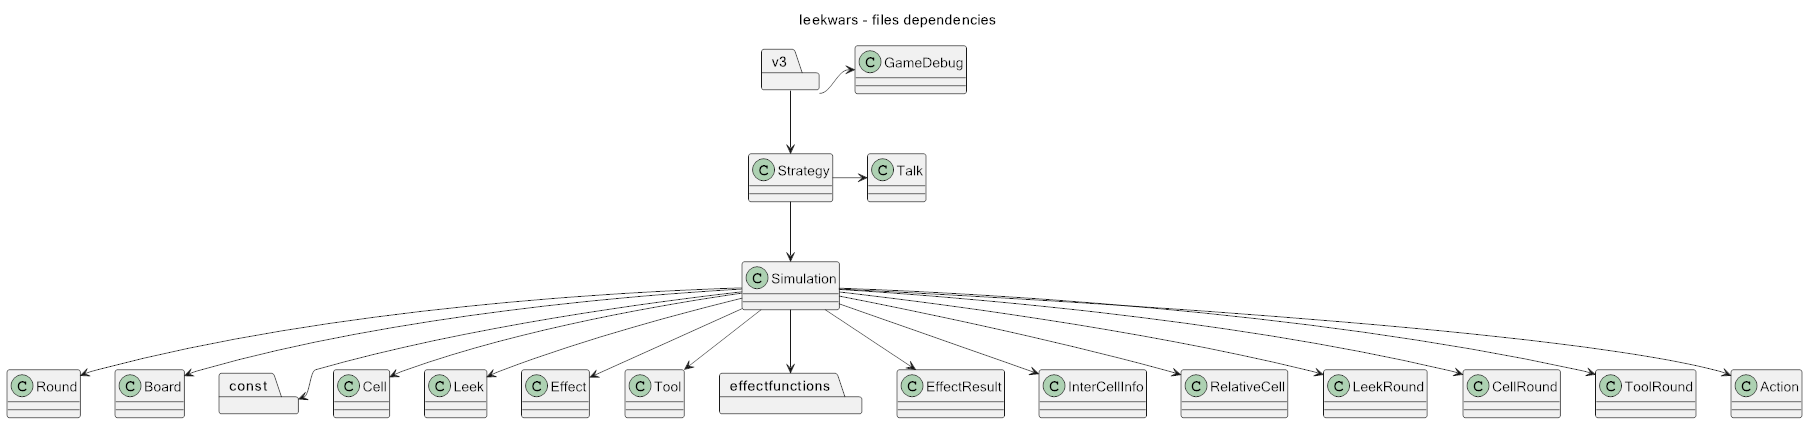 leekwars - files dependencies
v3
C GameDebug
C Strategy
C Talk
C Simulation
C Round
C Board
const
C Cell
C Leek
C Effect
C Tool
effectfunctions
C EffectResult
C InterCellInfo
C RelativeCell
C LeekRound
C CellRound
C ToolRound
C Action